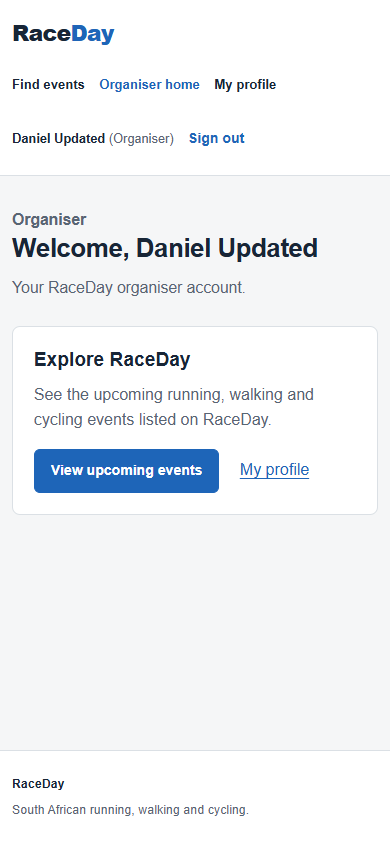 RaceDay
Find events Organiser home My profile
Daniel Updated (Organiser) Sign out
Organiser
Welcome, Daniel Updated
Your RaceDay organiser account.
Explore RaceDay
See the upcoming running, walking and
cycling events listed on RaceDay.
View upcoming events My profile
RaceDay
South African running, walking and cycling.